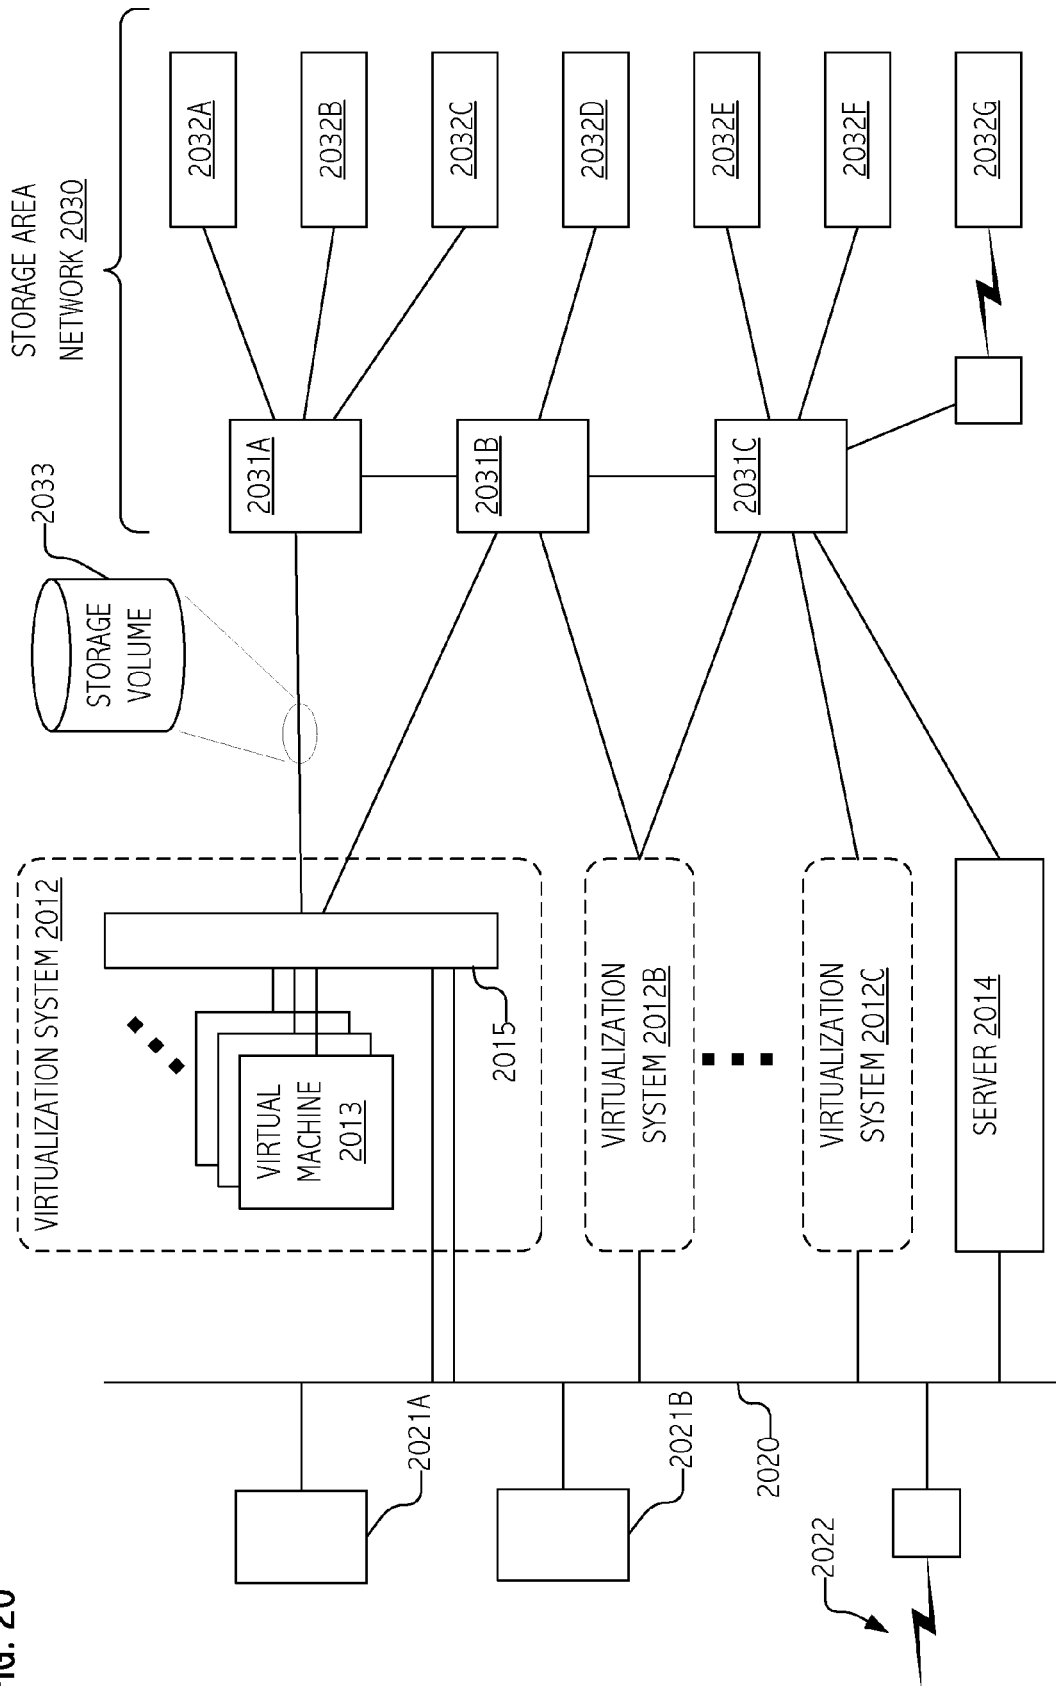 FIG. 20
STORAGE AREA
NETWORK 2030
2032A
2032B
2032C
2032D
2032E
2032F
2032G
2031A
2031B
2031C
2033
STORAGE
VOLUME
VIRTUALIZATION SYSTEM 2012
VIRTUAL
MACHINE
2013
2015
VIRTUALIZATION
SYSTEM 2012B
VIRTUALIZATION
SYSTEM 2012C
SERVER 2014
2021A
2021B
2020
2022